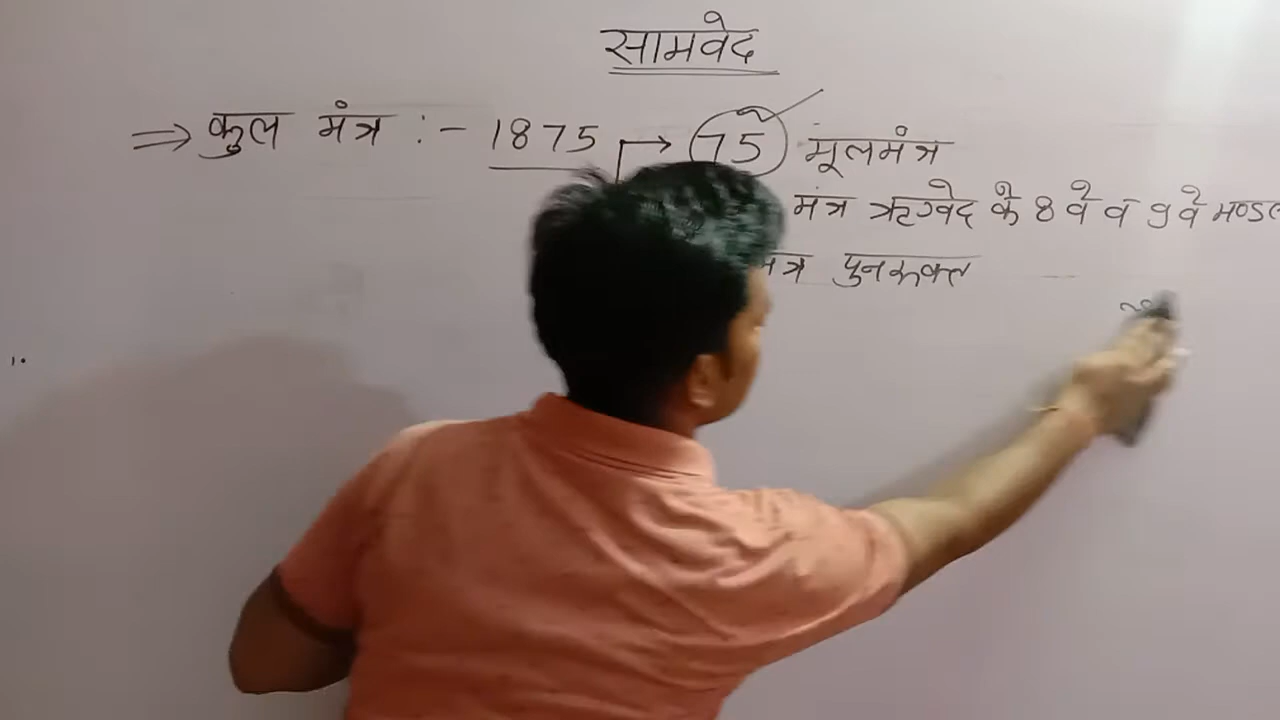 सामवेद
⇒ कुल मंत्र :- 1875 → 75 मूलमंत्र
मंत्र ऋग्वेद के 8 वे व 9 वे मण्डल
मंत्र पुनरूक्त